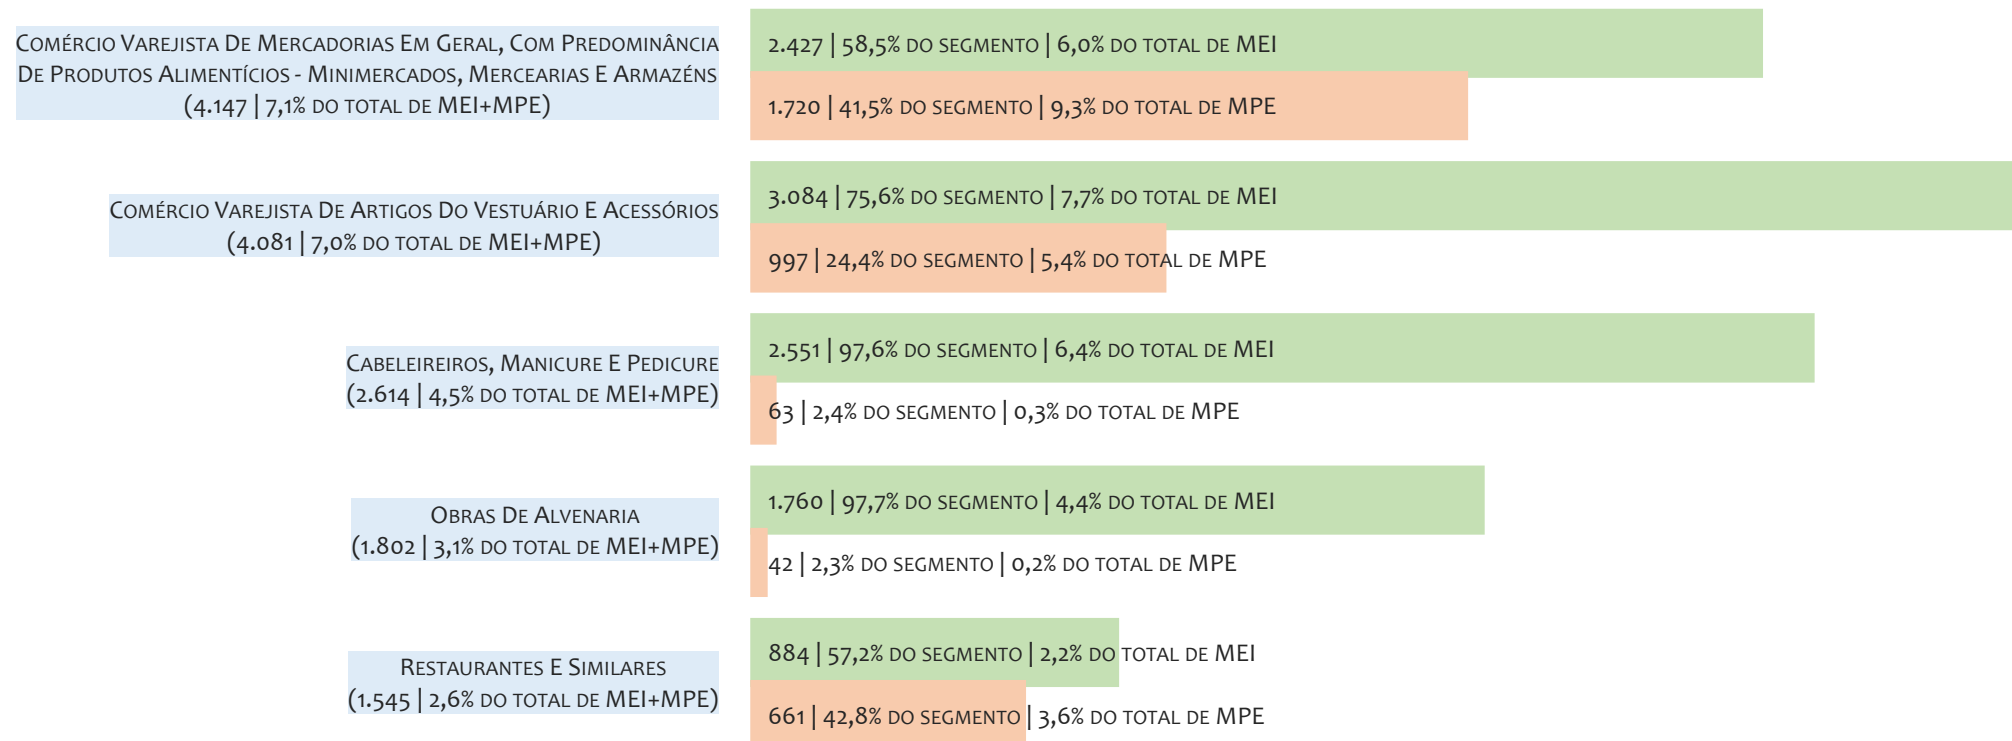 Comércio Varejista De Mercadorias Em Geral, Com Predominância
De Produtos Alimentícios - Minimercados, Mercearias E Armazéns
(4.147 | 7,1% do total de MEI+MPE)
2.427 | 58,5% do segmento | 6,0% do total de MEI
1.720 | 41,5% do segmento | 9,3% do total de MPE
Comércio Varejista De Artigos Do Vestuário E Acessórios
(4.081 | 7,0% do total de MEI+MPE)
3.084 | 75,6% do segmento | 7,7% do total de MEI
997 | 24,4% do segmento | 5,4% do total de MPE
Cabeleireiros, Manicure E Pedicure
(2.614 | 4,5% do total de MEI+MPE)
2.551 | 97,6% do segmento | 6,4% do total de MEI
63 | 2,4% do segmento | 0,3% do total de MPE
Obras De Alvenaria
(1.802 | 3,1% do total de MEI+MPE)
1.760 | 97,7% do segmento | 4,4% do total de MEI
42 | 2,3% do segmento | 0,2% do total de MPE
Restaurantes E Similares
(1.545 | 2,6% do total de MEI+MPE)
884 | 57,2% do segmento | 2,2% do total de MEI
661 | 42,8% do segmento | 3,6% do total de MPE